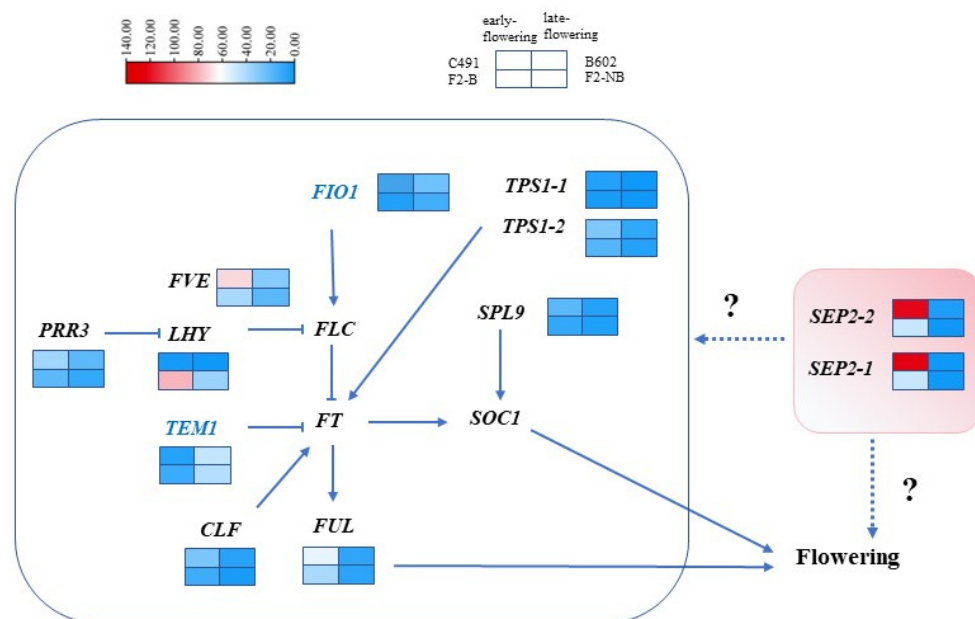 140.00
120.00
100.00
80.00
60.00
40.00
20.00
0.00
early-
flowering
late-
flowering
C491
F2-B
B602
F2-NB
FIO1
TPS1-1
TPS1-2
FVE
PRR3
LHY
FLC
SPL9
?
SEP2-2
SEP2-1
TEM1
FT
SOC1
?
CLF
FUL
Flowering